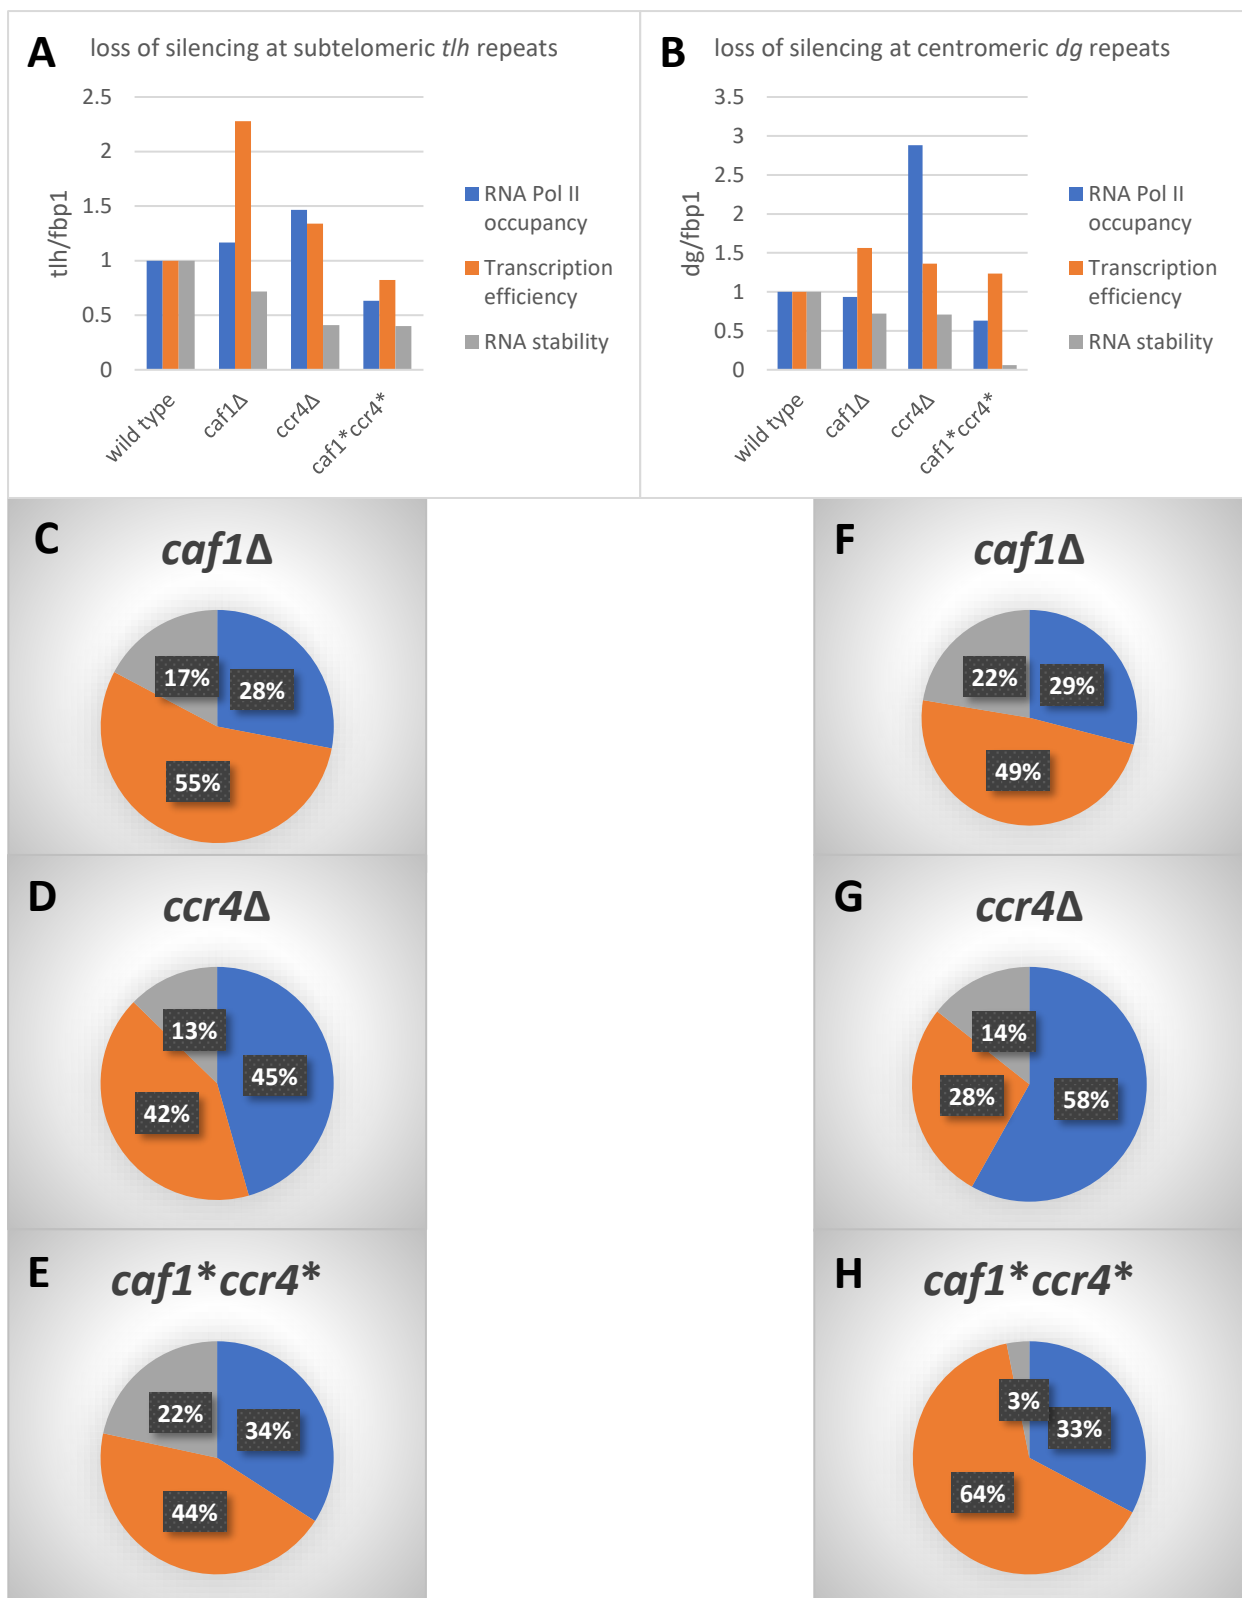 A loss of silencing at subtelomeric tlh repeats
2.5
2
1.5
1
0.5
0
tlh/fbp1
wild type
caf1Δ
ccr4Δ
caf1*ccr4*
RNA Pol II
occupancy
Transcription
efficiency
RNA stability
B loss of silencing at centromeric dg repeats
3.5
3
2.5
2
1.5
1
0.5
0
dg/fbp1
wild type
caf1Δ
ccr4Δ
caf1*ccr4*
RNA Pol II
occupancy
Transcription
efficiency
RNA stability
C
caf1Δ
17%
28%
55%
F
caf1Δ
22%
29%
49%
D
ccr4Δ
13%
45%
42%
G
ccr4Δ
14%
28%
58%
E
caf1*ccr4*
22%
34%
44%
H
caf1*ccr4*
3%
33%
64%